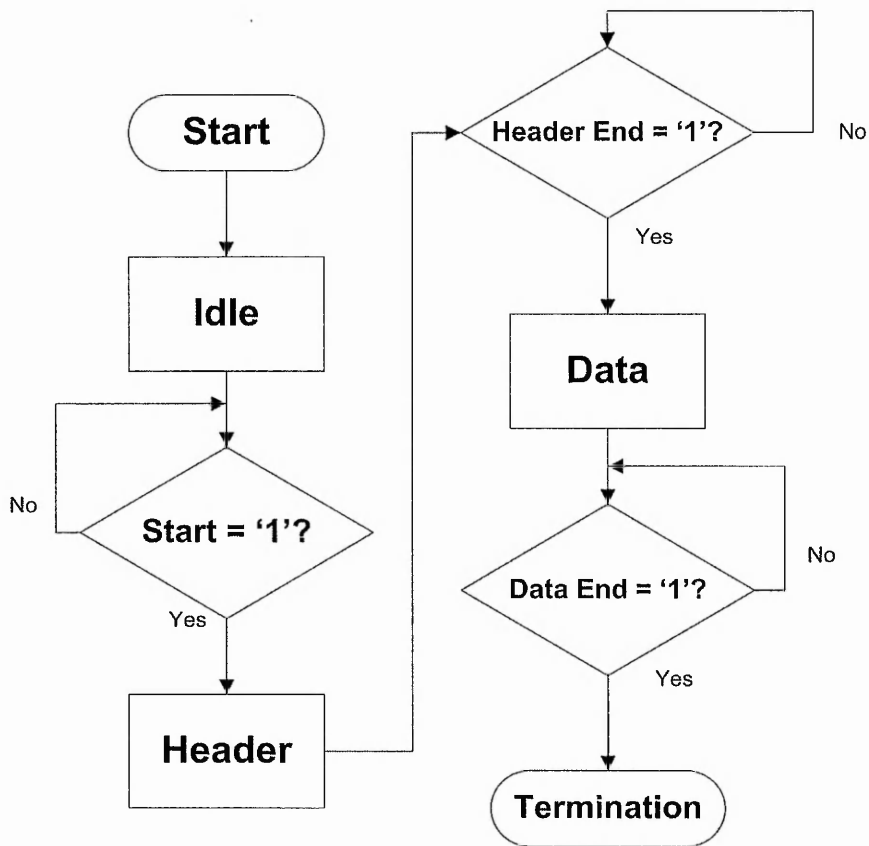 Start
Idle
No
Start = ‘1’?
Yes
Header
Header End = ‘1’?
No
Yes
Data
No
Data End = ‘1’?
Yes
Termination